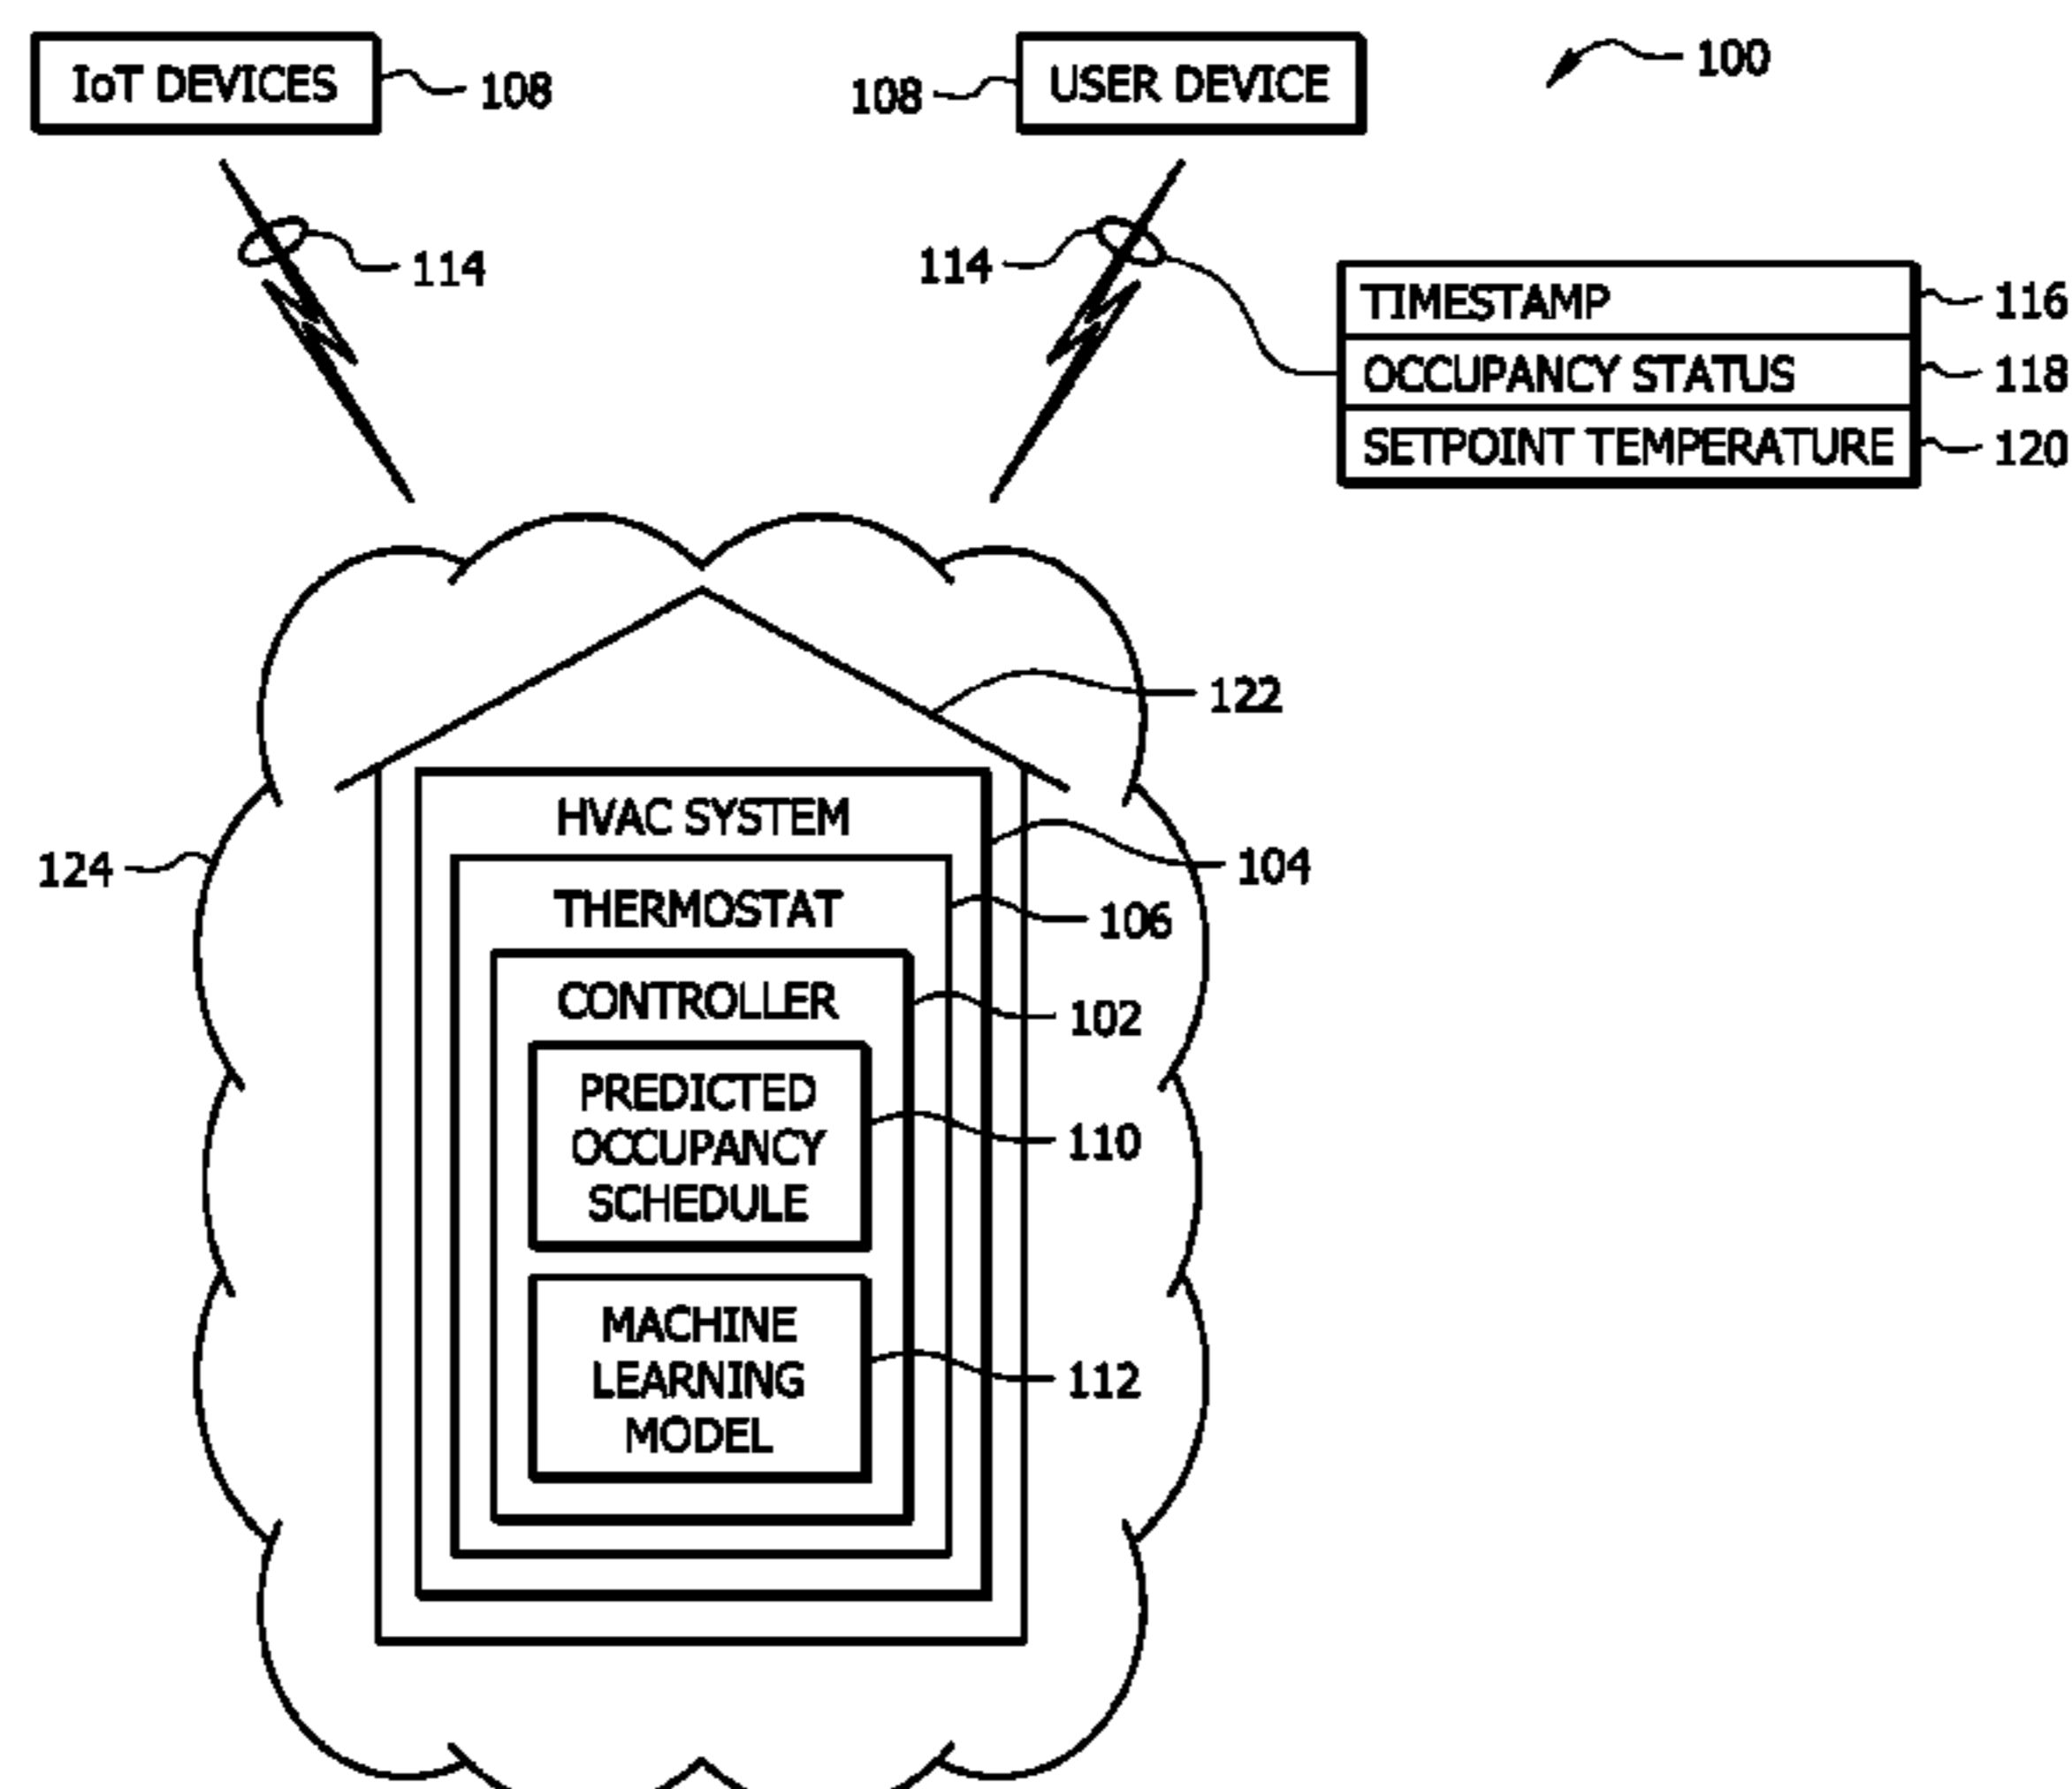 IoT DEVICES
108
108
USER DEVICE
100
114
114
TIMESTAMP
116
OCCUPANCY STATUS
118
SETPOINT TEMPERATURE
120
122
HVAC SYSTEM
124
104
THERMOSTAT
106
CONTROLLER
102
PREDICTED
OCCUPANCY
SCHEDULE
110
MACHINE
LEARNING
MODEL
112